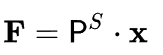 𝐅 = 𝖯^S · 𝐱